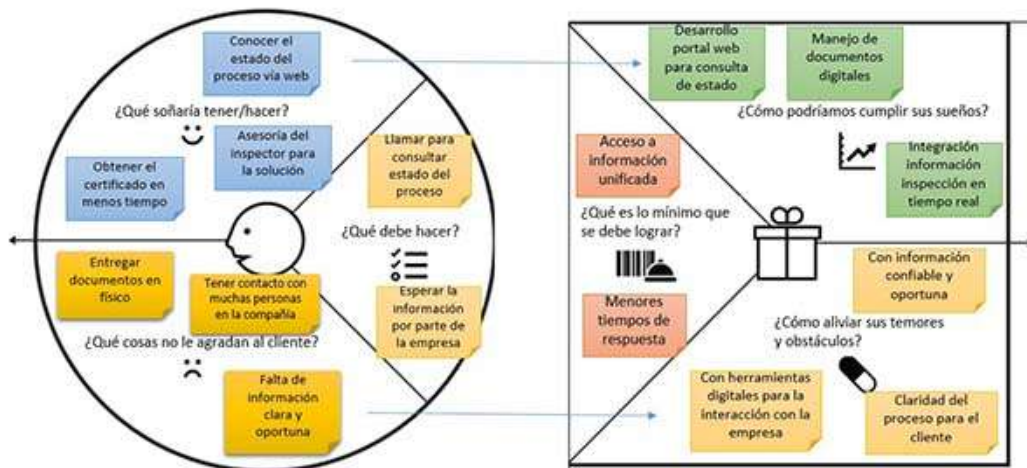 Conocer el
estado del
proceso vía web
¿Qué soñaría tener/hacer?
Asesoría del
inspector para
la solución
Obtener el
certificado en
menos tiempo
Llamar para
consultar
estado del
proceso
¿Qué debe hacer?
Esperar la
información
por parte de
la empresa
Entregar
documentos en
físico
Tener contacto con
muchas personas
en la compañía
¿Qué cosas no le agradan al cliente?
Falta de
información
clara y
oportuna
Desarrollo
portal web
para consulta
de estado
Manejo de
documentos
digitales
¿Cómo podríamos cumplir sus sueños?
Integración
información
inspección en
tiempo real
Acceso a
información
unificada
¿Qué es lo mínimo que
se debe lograr?
Menores
tiempos de
respuesta
Con información
confiable y
oportuna
¿Cómo aliviar sus temores
y obstáculos?
Con herramientas
digitales para la
interacción con la
empresa
Claridad del
proceso para el
cliente